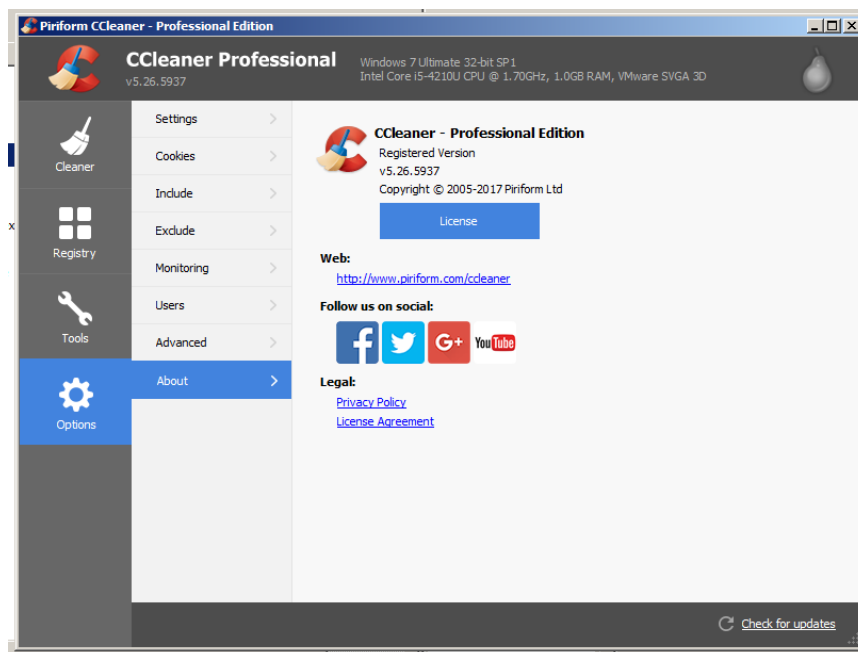 Piriform CCleaner - Professional Edition
CCleaner Professional
v5.26.5937
Windows 7 Ultimate 32-bit SP1
Intel Core i5-4210U CPU @ 1.70GHz, 1.0GB RAM, VMware SVGA 3D
Cleaner
Registry
Tools
Options
Settings
Cookies
Include
Exclude
Monitoring
Users
Advanced
About
CCleaner - Professional Edition
Registered Version
v5.26.5937
Copyright © 2005-2017 Piriform Ltd
License
Web:
http://www.piriform.com/ccleaner
Follow us on social:
f
G+
YouTube
Legal:
Privacy Policy
License Agreement
Check for updates
x